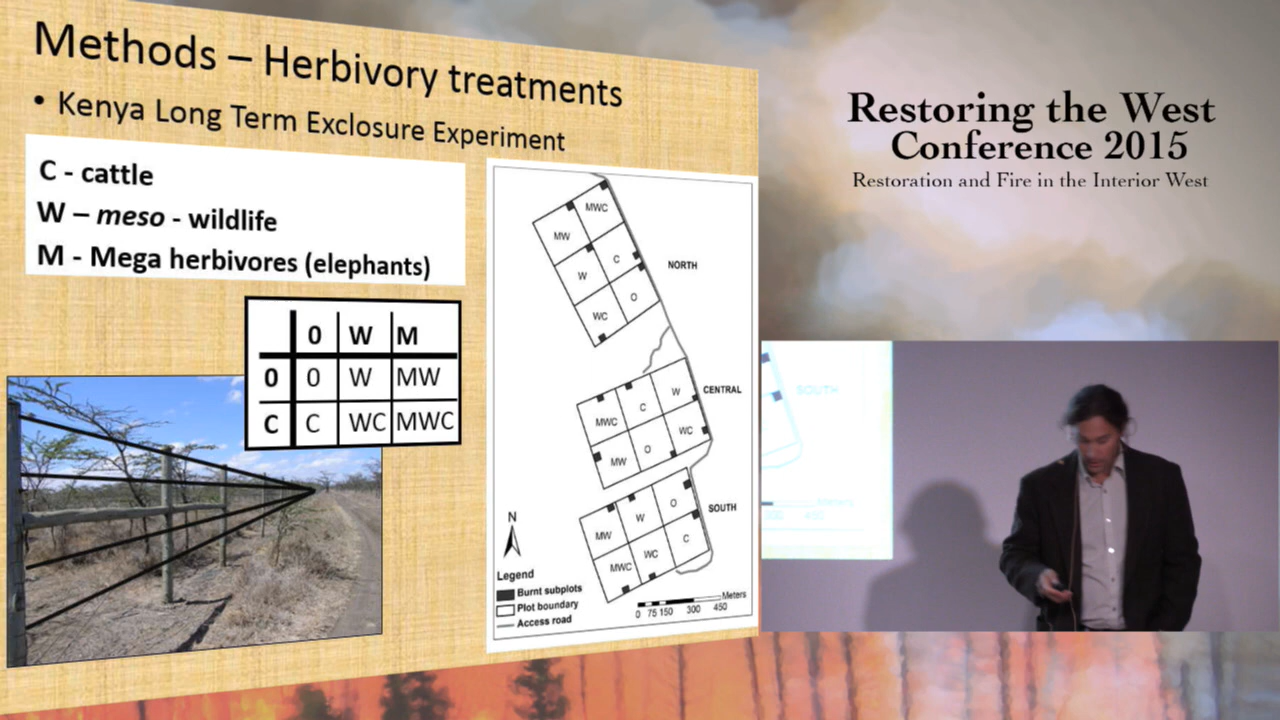 Methods – Herbivory treatments
• Kenya Long Term Exclosure Experiment
C - cattle
W – meso - wildlife
M - Mega herbivores (elephants)
0 W M
0 0 W MW
C C WC MWC
MWC
MW
C
W
O
WC
NORTH
W
C
MWC
WC
O
MW
CENTRAL
O
W
MW
C
WC
MWC
SOUTH
N
Legend
Burnt subplots
Plot boundary
Access road
Meters
0 75 150 300 450
Restoring the West
Conference 2015
Restoration and Fire in the Interior West
SOUTH
Meters
300 450